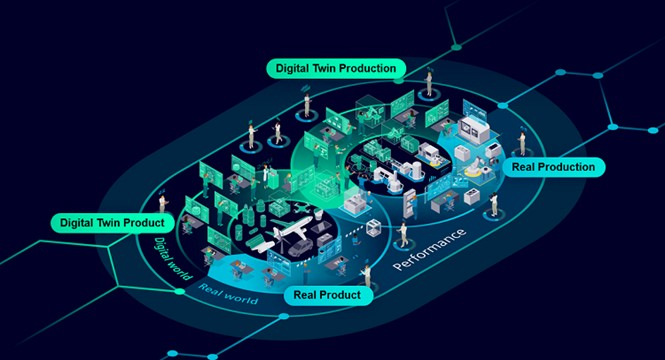 Digital Twin Production
Real Production
Digital Twin Product
Digital world
Real world
Performance
Real Product